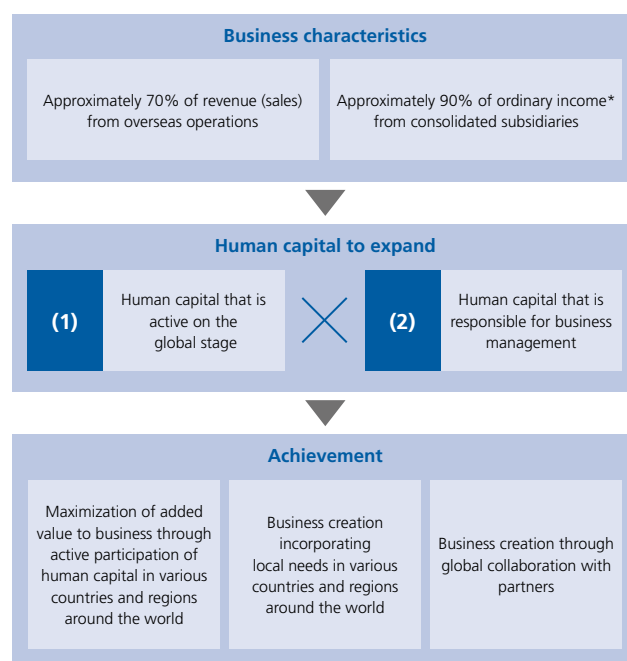 Business characteristics
Approximately 70% of revenue (sales)
from overseas operations
Approximately 90% of ordinary income*
from consolidated subsidiaries
Human capital to expand
(1)
Human capital that is
active on the
global stage
(2)
Human capital that is
responsible for business
management
Achievement
Maximization of added
value to business through
active participation of
human capital in various
countries and regions
around the world
Business creation
incorporating
local needs in various
countries and regions
around the world
Business creation through
global collaboration with
partners